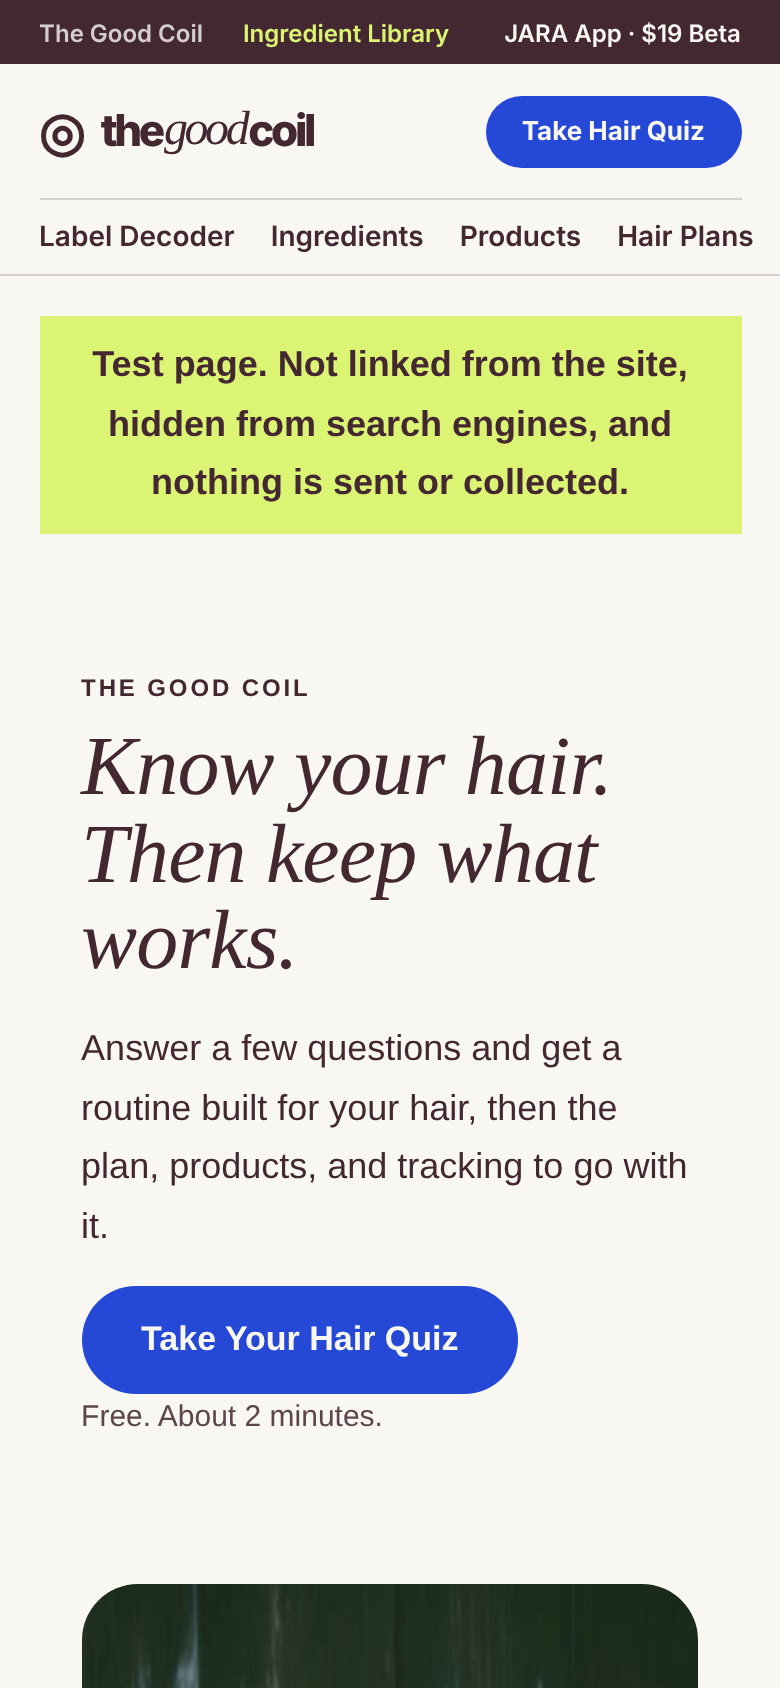 The Good Coil Ingredient Library JARA App · $19 Beta
thegoodcoil Take Hair Quiz
Label Decoder Ingredients Products Hair Plans
Test page. Not linked from the site,
hidden from search engines, and
nothing is sent or collected.
THE GOOD COIL
Know your hair.
Then keep what
works.
Answer a few questions and get a
routine built for your hair, then the
plan, products, and tracking to go with
it.
Take Your Hair Quiz
Free. About 2 minutes.